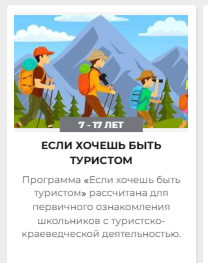 7 - 17 ЛЕТ
ЕСЛИ ХОЧЕШЬ БЫТЬ
ТУРИСТОМ
Программа «Если хочешь быть
туристом» рассчитана для
первичного ознакомления
школьников с туристско-
краеведческой деятельностью.